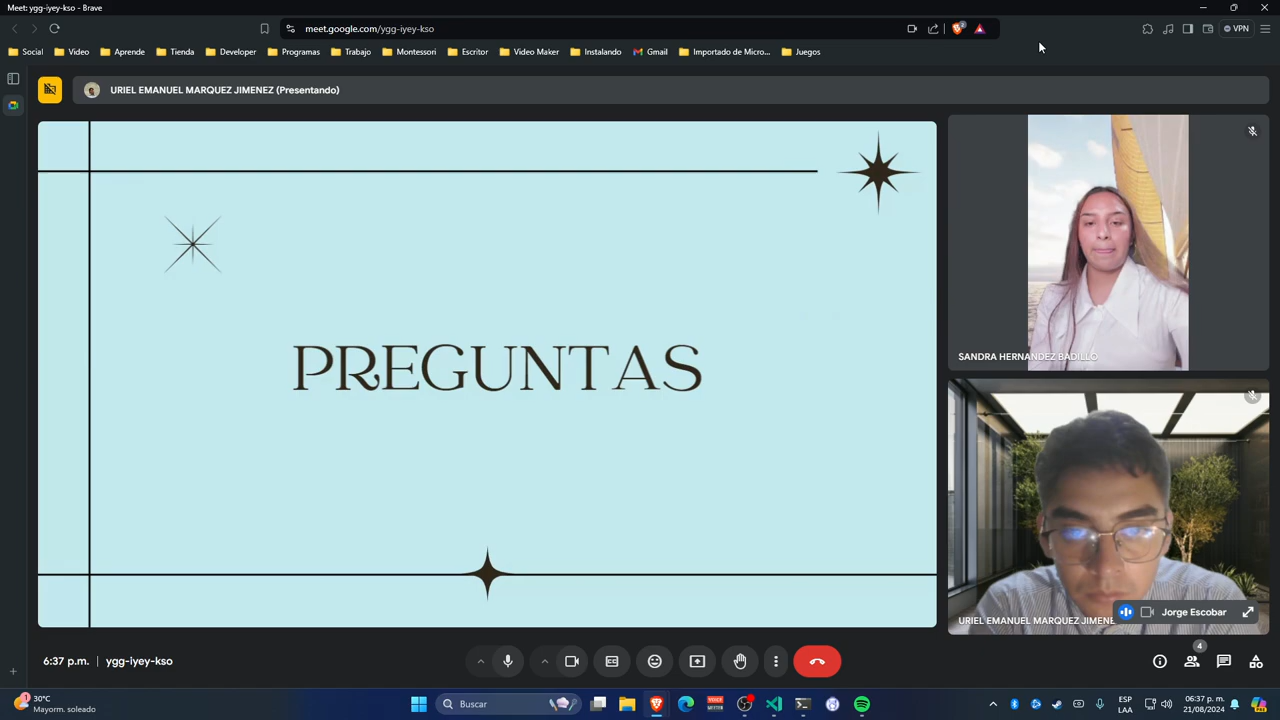 Meet: ygg-iyey-kso - Brave
meet.google.com/ygg-iyey-kso
2
VPN
Social Video Aprende Tienda Developer Programas Trabajo Montessori Escritor Video Maker Instalando Gmail Importado de Micro... Juegos
URIEL EMANUEL MARQUEZ JIMENEZ (Presentando)
PREGUNTAS
SANDRA HERNANDEZ BADILLO
Jorge Escobar
URIEL EMANUEL MARQUEZ JIMENE
6:37 p.m. | ygg-iyey-kso
4
1
30°C
Mayorm. soleado
Buscar
ESP
LAA
06:37 p. m.
21/08/2024